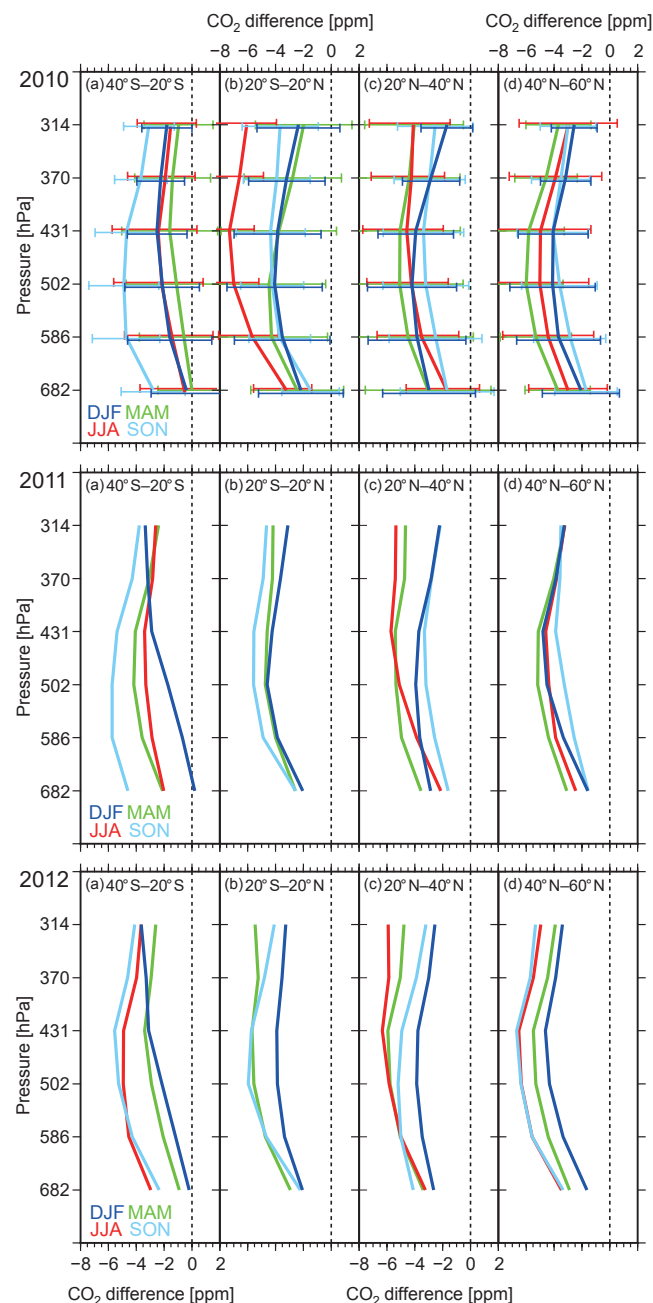 CO₂ difference [ppm]
−8 −6 −4 −2 0 2
−8 −6 −4 −2 0 2
2010
(a) 40°S–20°S
(b) 20°S–20°N
(c) 20°N–40°N
(d) 40°N–60°N
314
370
431
502
586
682
Pressure [hPa]
DJF MAM
JJA SON
2011
(a) 40°S–20°S
(b) 20°S–20°N
(c) 20°N–40°N
(d) 40°N–60°N
314
370
431
502
586
682
Pressure [hPa]
DJF MAM
JJA SON
2012
(a) 40°S–20°S
(b) 20°S–20°N
(c) 20°N–40°N
(d) 40°N–60°N
314
370
431
502
586
682
Pressure [hPa]
DJF MAM
JJA SON
−8 −6 −4 −2 0 2
−8 −6 −4 −2 0 2
CO₂ difference [ppm]
CO₂ difference [ppm]